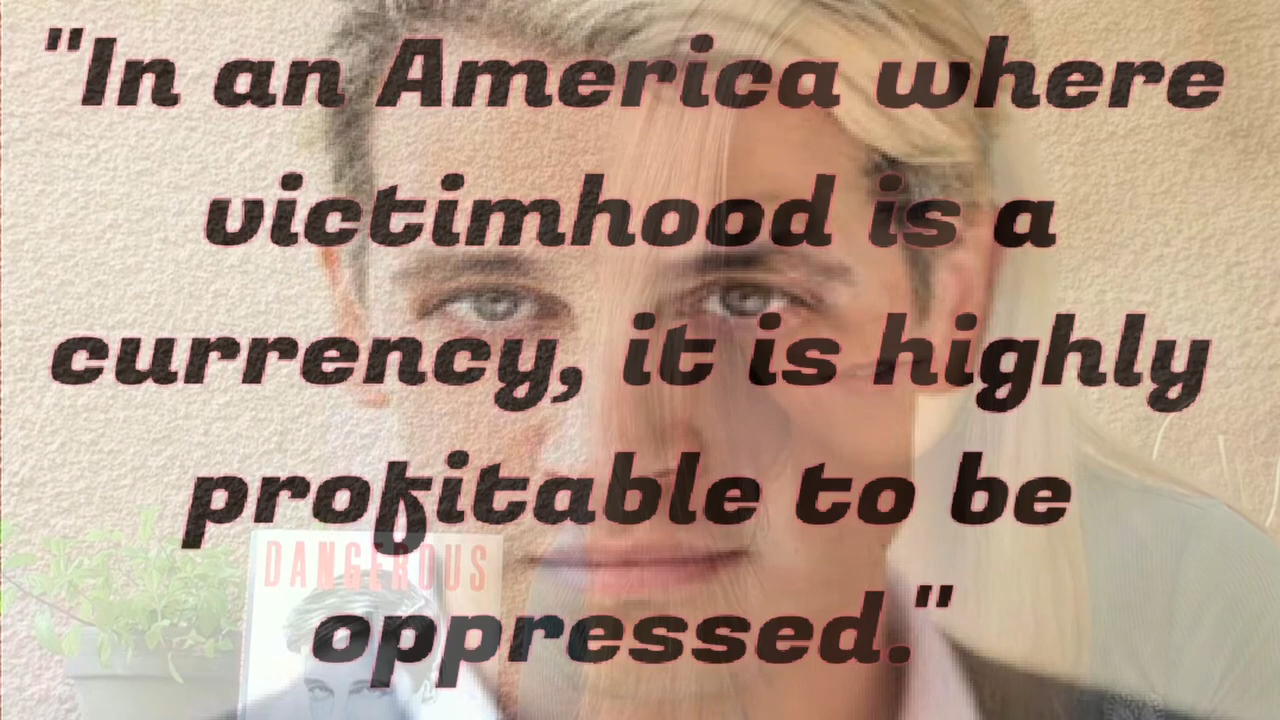 "In an America where
victimhood is a
currency, it is highly
profitable to be
DANGEROUS
oppressed."